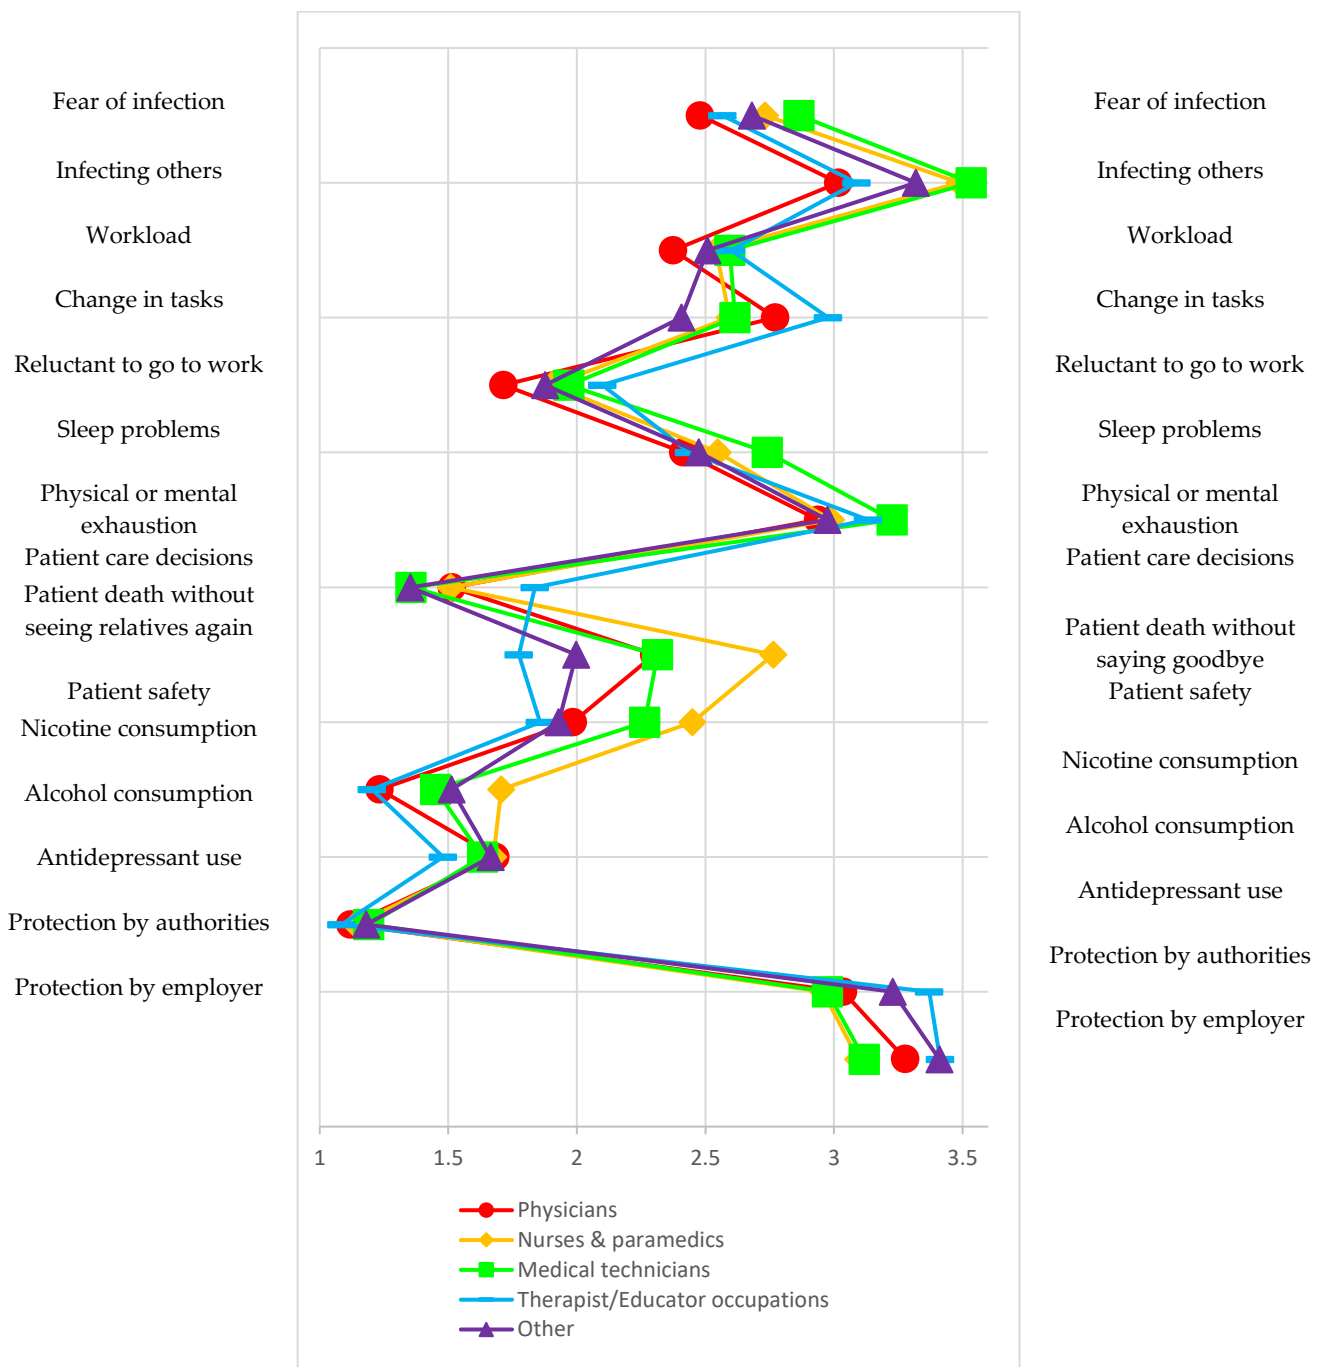 Fear of infection
Infecting others
Workload
Change in tasks
Reluctant to go to work
Sleep problems
Physical or mental
exhaustion
Patient care decisions
Patient death without
seeing relatives again
Patient safety
Nicotine consumption
Alcohol consumption
Antidepressant use
Protection by authorities
Protection by employer
Fear of infection
Infecting others
Workload
Change in tasks
Reluctant to go to work
Sleep problems
Physical or mental
exhaustion
Patient care decisions
Patient death without
saying goodbye
Patient safety
Nicotine consumption
Alcohol consumption
Antidepressant use
Protection by authorities
Protection by employer
1 1.5 2 2.5 3 3.5
Physicians
Nurses & paramedics
Medical technicians
Therapist/Educator occupations
Other